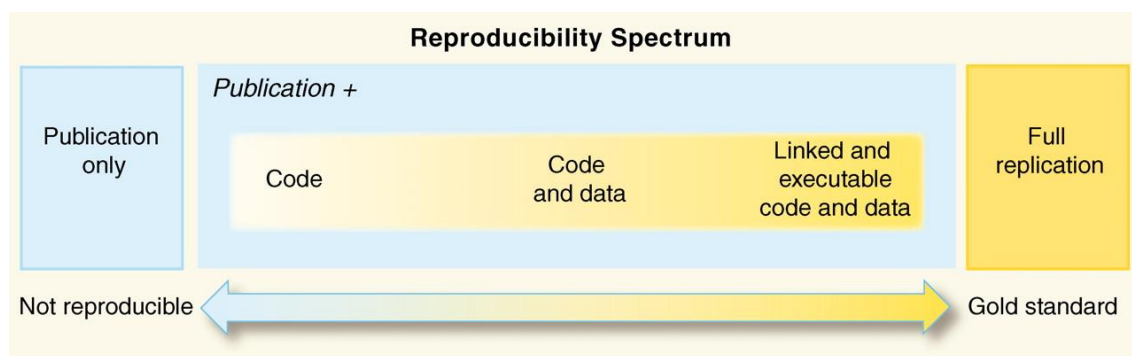 Reproducibility Spectrum
Publication
only
Publication +
Code
Code
and data
Linked and
executable
code and data
Full
replication
Not reproducible
Gold standard